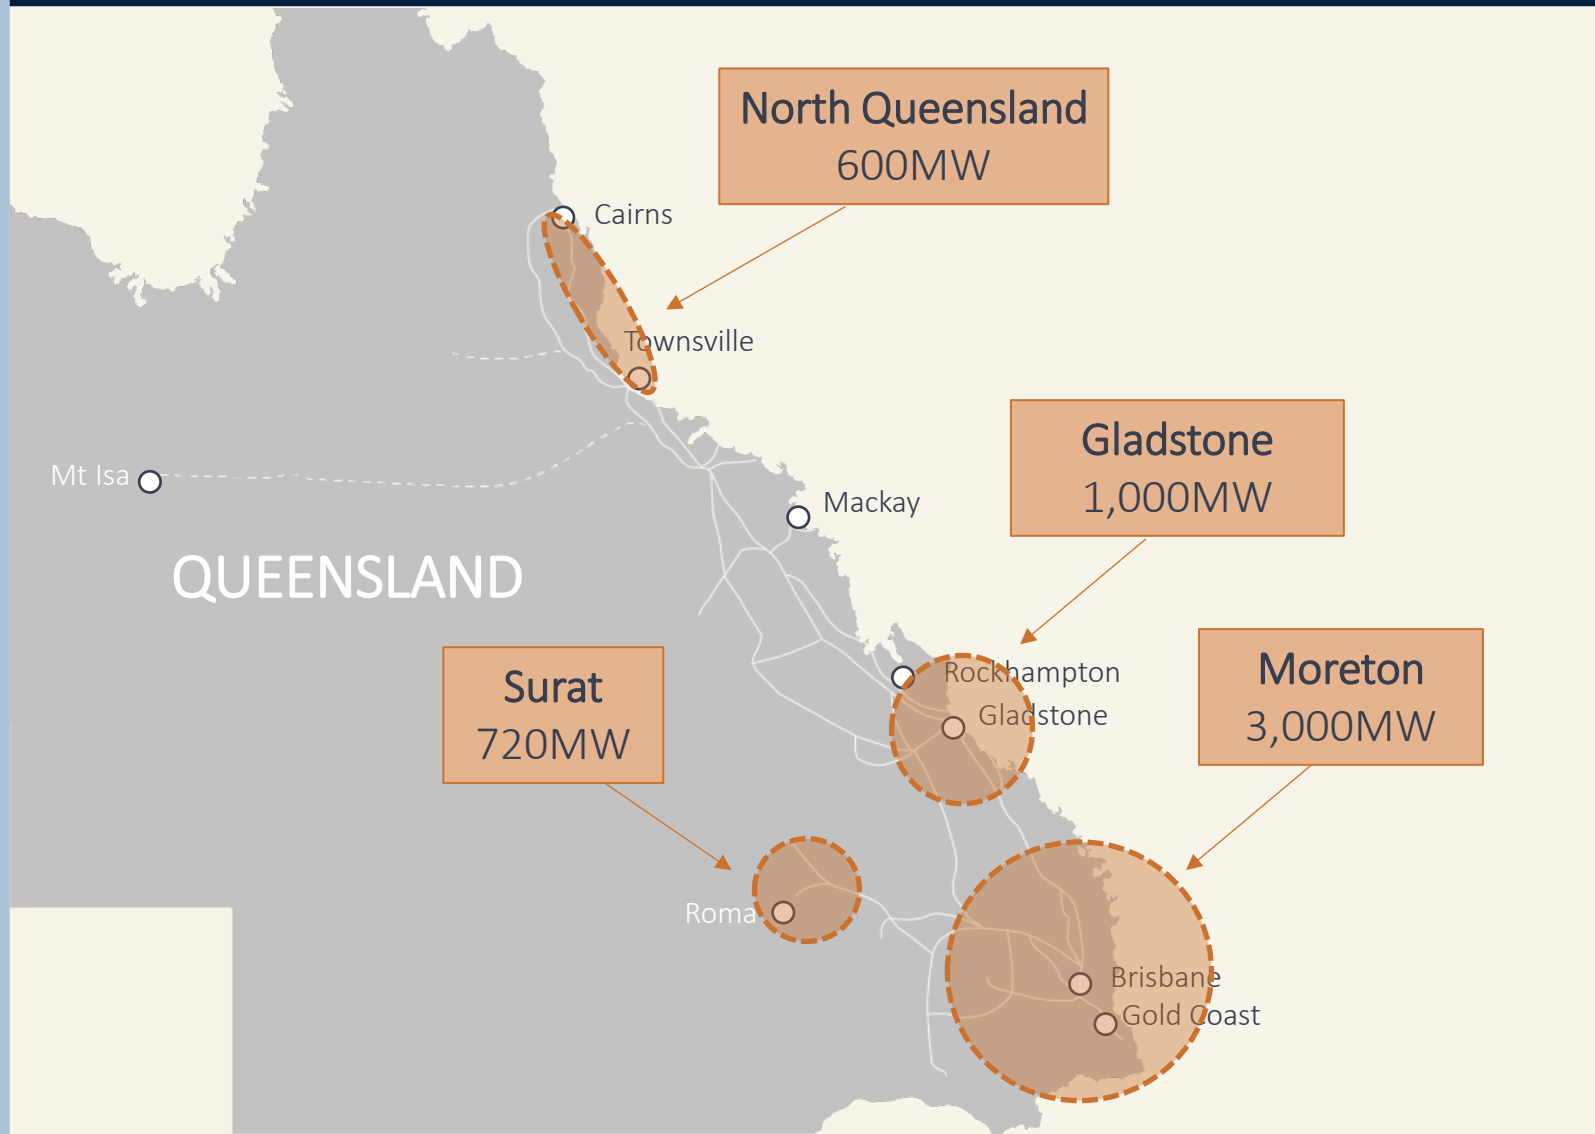 North Queensland
600MW
Cairns
Townsville
Gladstone
1,000MW
Mt Isa
Mackay
QUEENSLAND
Moreton
3,000MW
Surat
720MW
Rockhampton
Gladstone
Roma
Brisbane
Gold Coast